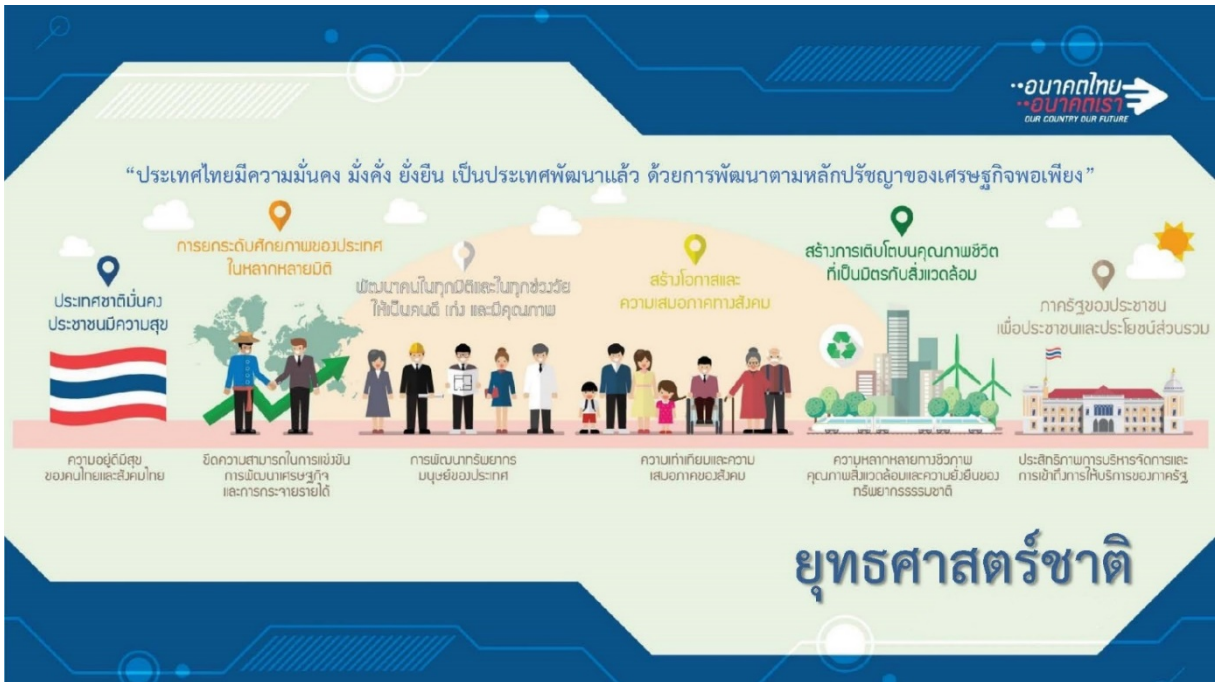 ••อนาคตไทย
••อนาคตเรา
OUR COUNTRY OUR FUTURE
“ประเทศไทยมีความมั่นคง มั่งคั่ง ยั่งยืน เป็นประเทศพัฒนาแล้ว ด้วยการพัฒนาตามหลักปรัชญาของเศรษฐกิจพอเพียง”
ประเทศชาติมั่นคง
ประชาชนมีความสุข
การยกระดับศักยภาพของประเทศ
ในหลากหลายมิติ
พัฒนาคนในทุกมิติและในทุกช่วงวัย
ให้เป็นคนดี เก่ง และมีคุณภาพ
สร้างโอกาสและ
ความเสมอภาคทางสังคม
สร้างการเติบโตบนคุณภาพชีวิต
ที่เป็นมิตรกับสิ่งแวดล้อม
ภาครัฐของประชาชน
เพื่อประชาชนและประโยชน์ส่วนรวม
ความอยู่ดีมีสุข
ของคนไทยและสังคมไทย
ขีดความสามารถในการแข่งขัน
การพัฒนาเศรษฐกิจ
และการกระจายรายได้
การพัฒนาทรัพยากร
มนุษย์ของประเทศ
ความเท่าเทียมและความ
เสมอภาคของสังคม
ความหลากหลายทางชีวภาพ
คุณภาพสิ่งแวดล้อมและความยั่งยืนของ
ทรัพยากรธรรมชาติ
ประสิทธิภาพการบริหารจัดการและ
การเข้าถึงการให้บริการของภาครัฐ
ยุทธศาสตร์ชาติ